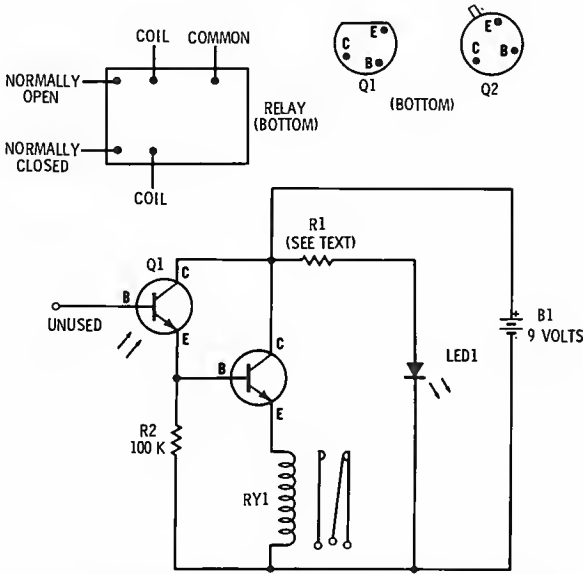 COIL
COMMON
NORMALLY
OPEN
RELAY
(BOTTOM)
NORMALLY
CLOSED
COIL
E
C
B
Q1
E
C
B
Q2
(BOTTOM)
R1
(SEE TEXT)
Q1
C
B
UNUSED
E
B
C
E
R2
100 K
RY1
LED1
+
B1
9 VOLTS